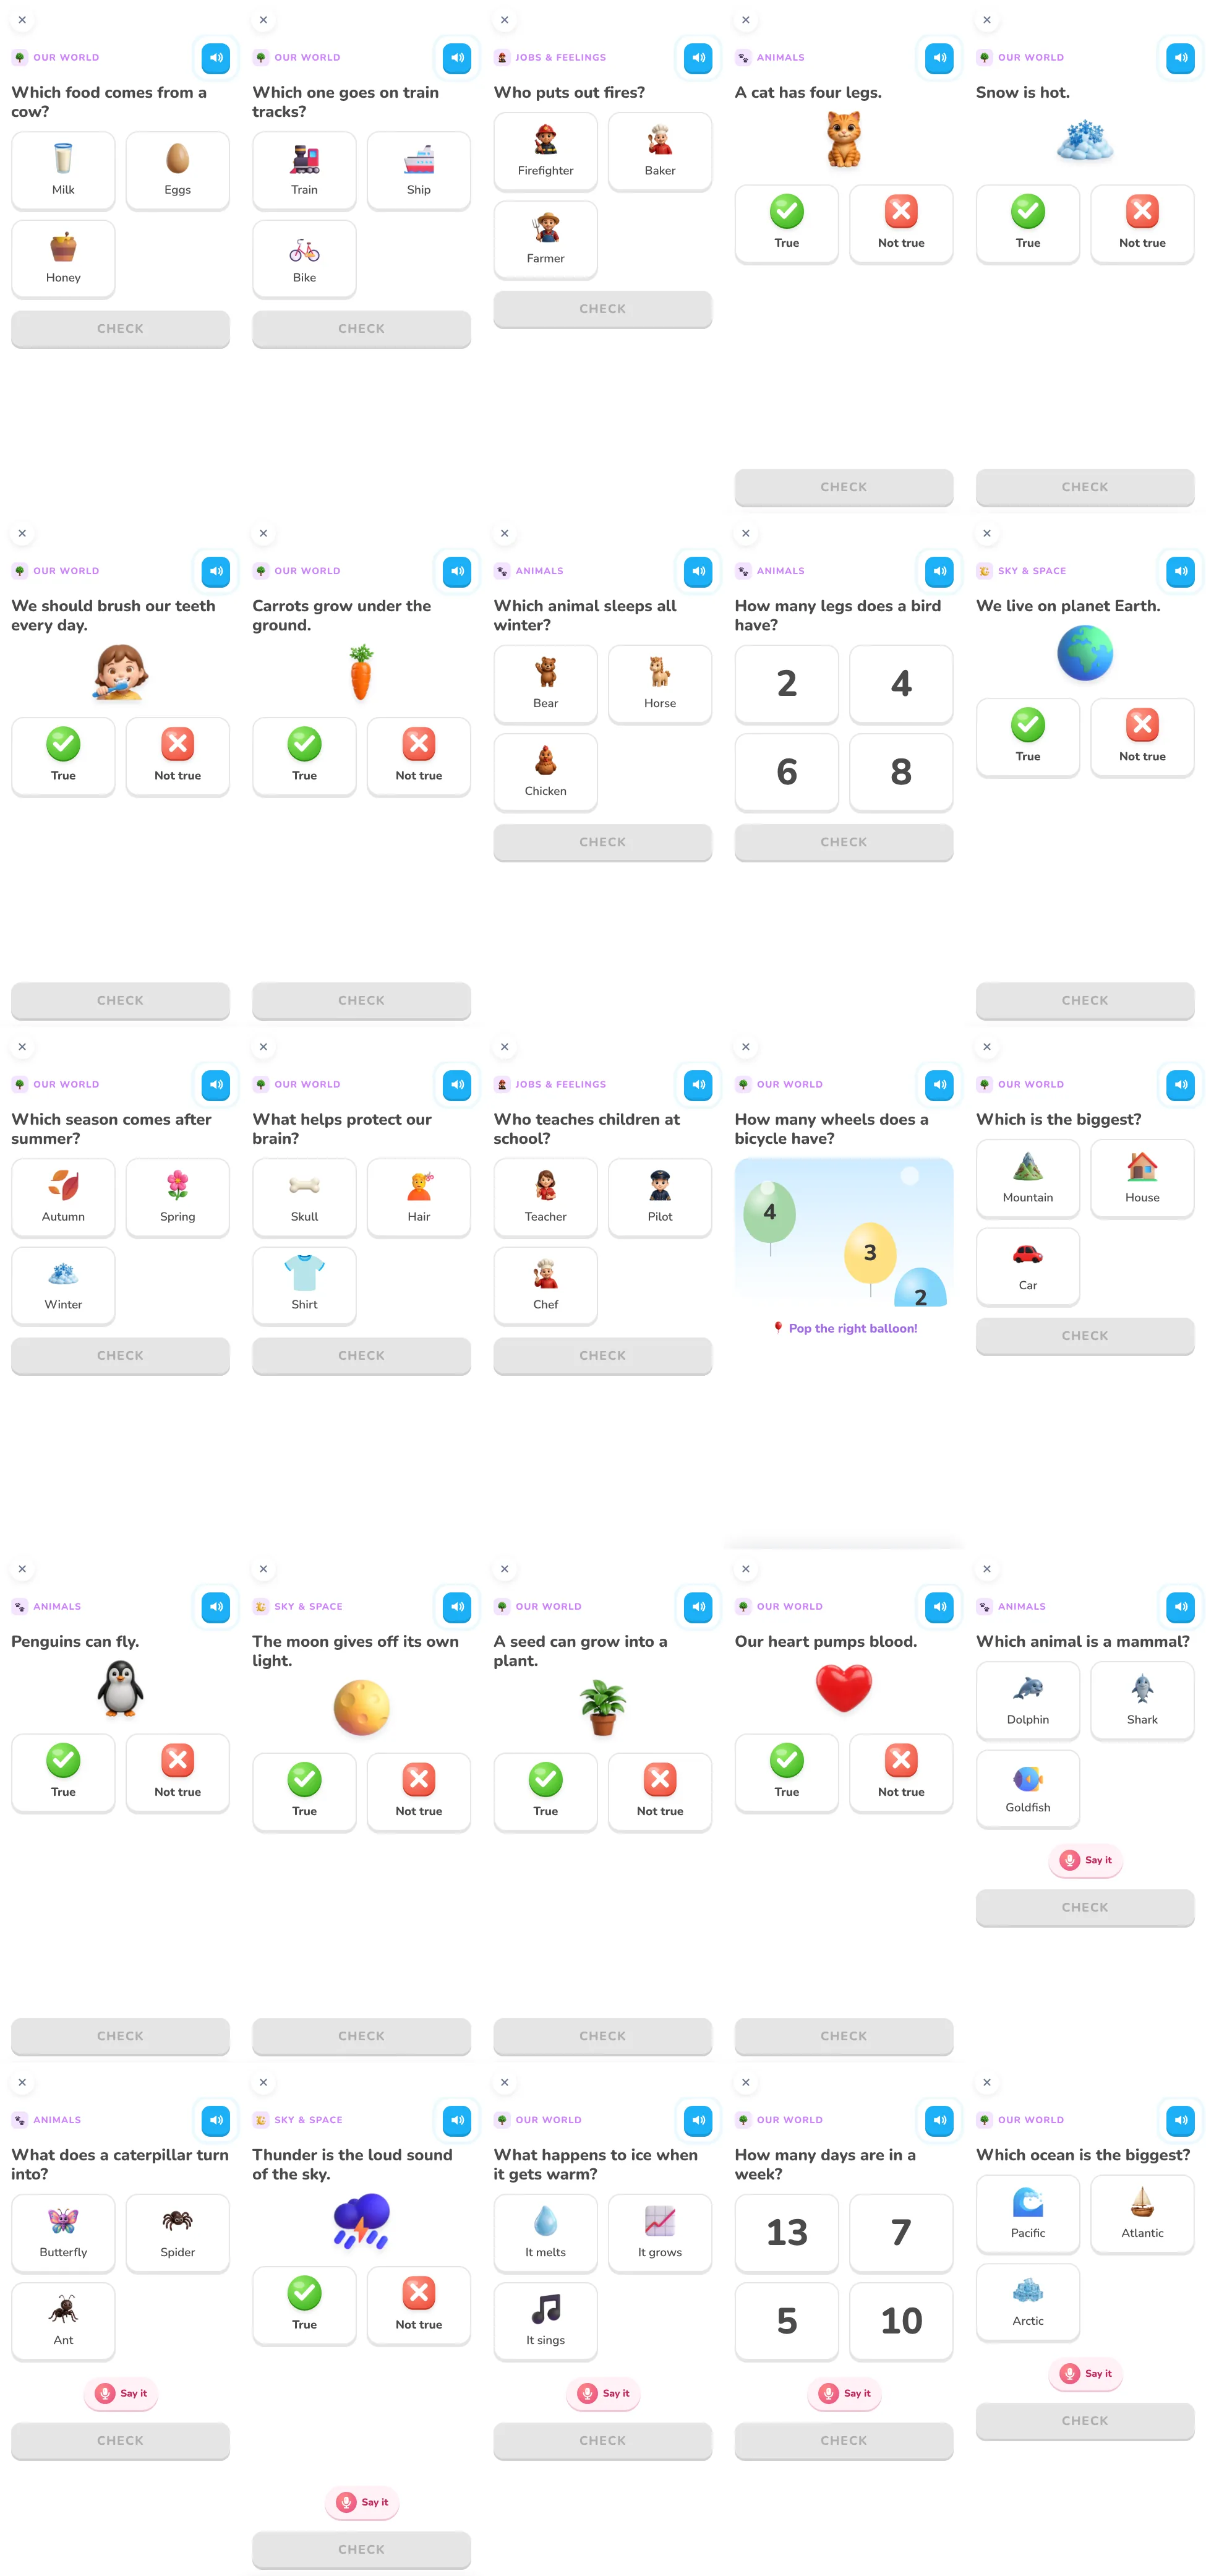 OUR WORLD
Which food comes from a
cow?
Milk
Eggs
Honey
CHECK
OUR WORLD
Which one goes on train
tracks?
Train
Ship
Bike
CHECK
JOBS & FEELINGS
Who puts out fires?
Firefighter
Baker
Farmer
CHECK
ANIMALS
A cat has four legs.
True
Not true
CHECK
OUR WORLD
Snow is hot.
True
Not true
CHECK
OUR WORLD
We should brush our teeth
every day.
True
Not true
CHECK
OUR WORLD
Carrots grow under the
ground.
True
Not true
CHECK
ANIMALS
Which animal sleeps all
winter?
Bear
Horse
Chicken
CHECK
ANIMALS
How many legs does a bird
have?
2
4
6
8
CHECK
SKY & SPACE
We live on planet Earth.
True
Not true
CHECK
OUR WORLD
Which season comes after
summer?
Autumn
Spring
Winter
CHECK
OUR WORLD
What helps protect our
brain?
Skull
Hair
Shirt
CHECK
JOBS & FEELINGS
Who teaches children at
school?
Teacher
Pilot
Chef
CHECK
OUR WORLD
How many wheels does a
bicycle have?
4
3
2
Pop the right balloon!
OUR WORLD
Which is the biggest?
Mountain
House
Car
CHECK
ANIMALS
Penguins can fly.
True
Not true
CHECK
SKY & SPACE
The moon gives off its own
light.
True
Not true
CHECK
OUR WORLD
A seed can grow into a
plant.
True
Not true
CHECK
OUR WORLD
Our heart pumps blood.
True
Not true
CHECK
ANIMALS
Which animal is a mammal?
Dolphin
Shark
Goldfish
Say it
CHECK
ANIMALS
What does a caterpillar turn
into?
Butterfly
Spider
Ant
Say it
CHECK
SKY & SPACE
Thunder is the loud sound
of the sky.
True
Not true
Say it
CHECK
OUR WORLD
What happens to ice when
it gets warm?
It melts
It grows
It sings
Say it
CHECK
OUR WORLD
How many days are in a
week?
13
7
5
10
Say it
CHECK
OUR WORLD
Which ocean is the biggest?
Pacific
Atlantic
Arctic
Say it
CHECK